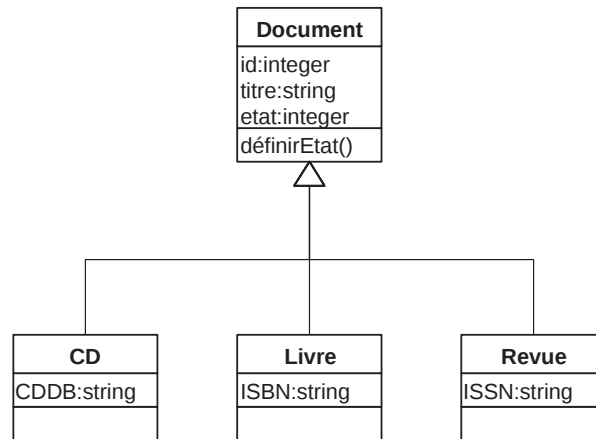 Document
id:integer
titre:string
etat:integer
définirEtat()
CD
CDDB:string
Livre
ISBN:string
Revue
ISSN:string